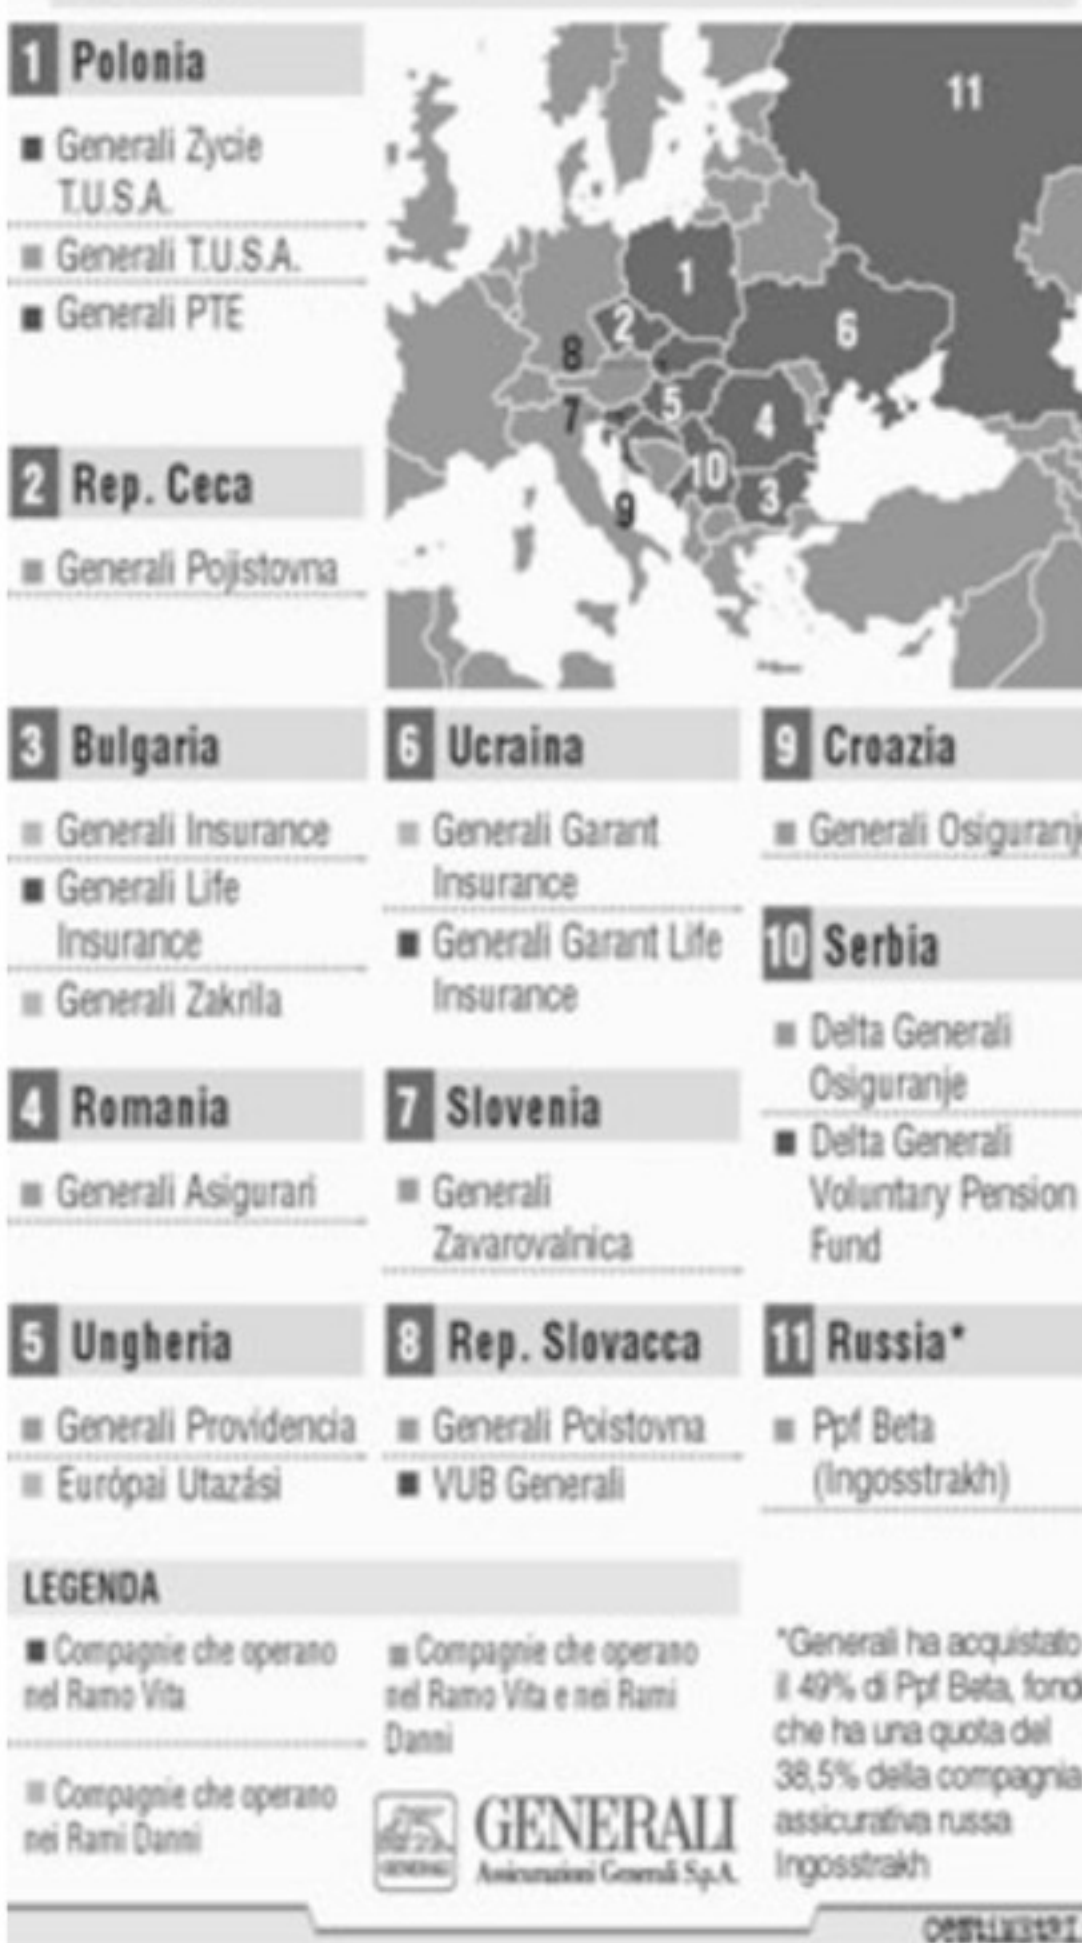 1 Polonia
Generali Zycie
T.U.S.A.
Generali T.U.S.A.
Generali PTE
2 Rep. Ceca
Generali Pojistovna
11
1
2
6
8
5
7
4
10
3
9
3 Bulgaria
Generali Insurance
Generali Life
Insurance
Generali Zakrila
4 Romania
Generali Asigurari
5 Ungheria
Generali Providencia
Európai Utazási
6 Ucraina
Generali Garant
Insurance
Generali Garant Life
Insurance
7 Slovenia
Generali
Zavarovalnica
8 Rep. Slovacca
Generali Poistovna
VUB Generali
9 Croazia
Generali Osiguranj
10 Serbia
Delta Generali
Osiguranje
Delta Generali
Voluntary Pension
Fund
11 Russia*
Ppf Beta
(Ingosstrakh)
LEGENDA
Compagnie che operano
nel Ramo Vita
Compagnie che operano
nei Rami Danni
Compagnie che operano
nel Ramo Vita e nei Rami
Danni
GENERALI
GENERALI
Assicurazioni Generali S.p.A.
*Generali ha acquistato
il 49% di Ppf Beta, fond
che ha una quota del
38,5% della compagnia
assicurativa russa
Ingosstrakh